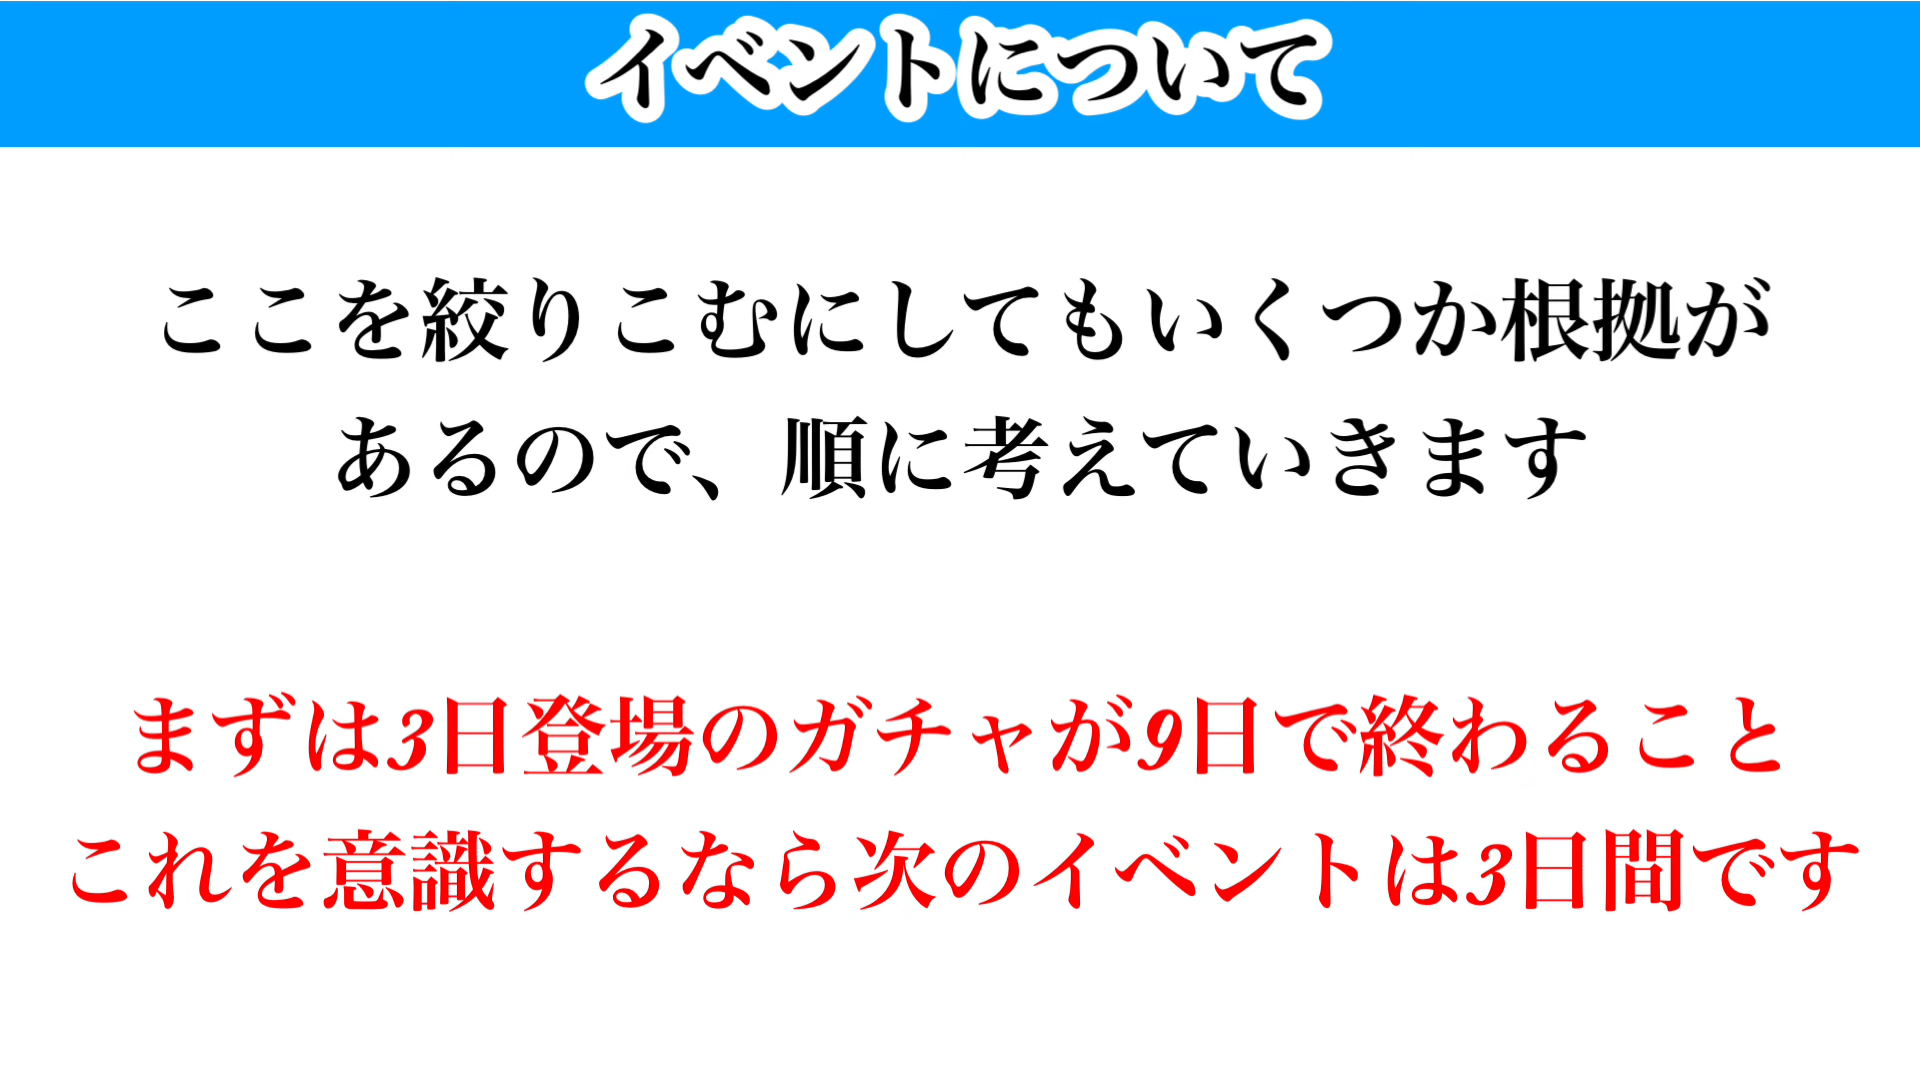 イベントについて
ここを絞りこむにしてもいくつか根拠が
あるので、順に考えていきます
まずは3日登場のガチャが9日で終わること
これを意識するなら次のイベントは3日間です